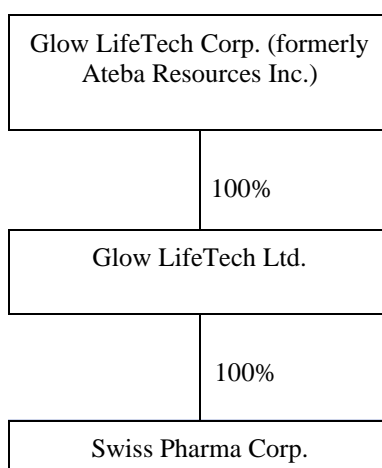 Glow LifeTech Corp. (formerly
Ateba Resources Inc.)
100%
Glow LifeTech Ltd.
100%
Swiss Pharma Corp.